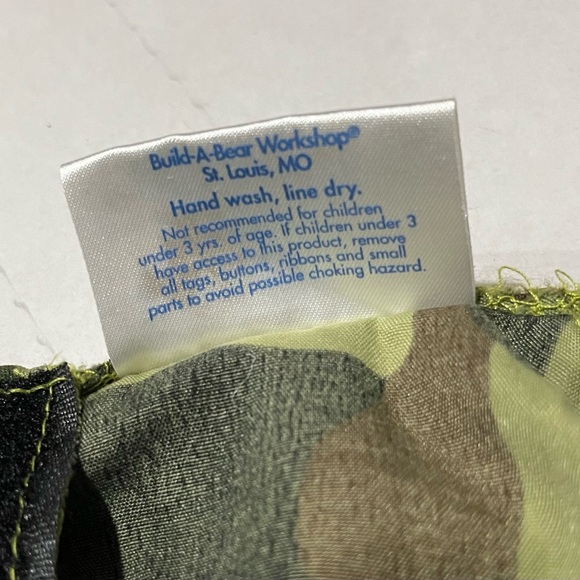 Build-A-Bear Workshop®
St. Louis, MO
Hand wash, line dry.
Not recommended for children
under 3 yrs. of age. If children under 3
have access to this product, remove
all tags, buttons, ribbons and small
parts to avoid possible choking hazard.